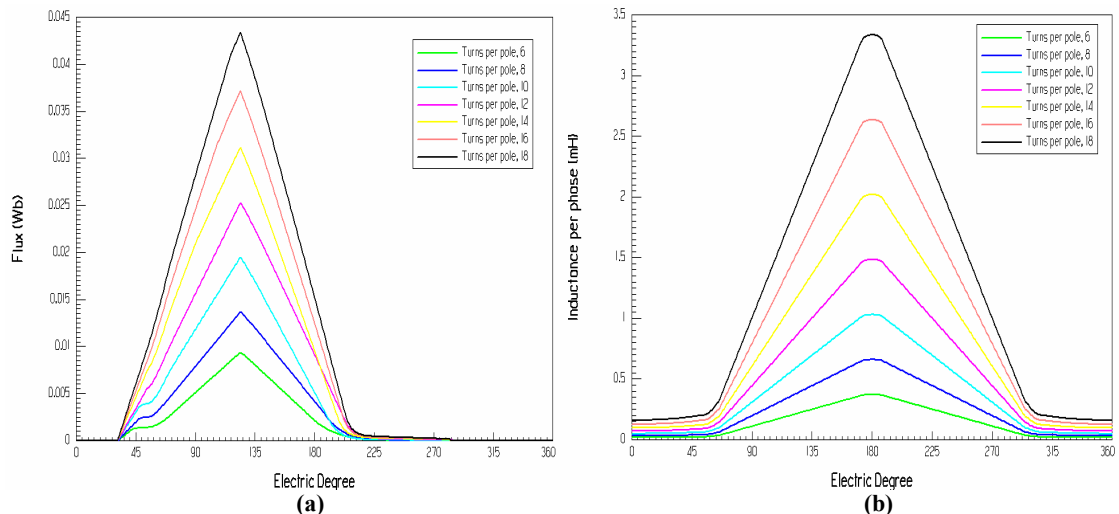 0.045
0.04
0.035
0.03
0.025
0.02
0.015
0.01
0.005
0
Flux (Wb)
Turns per pole, 6
Turns per pole, 8
Turns per pole, 10
Turns per pole, 12
Turns per pole, 14
Turns per pole, 16
Turns per pole, 18
0 45 90 135 180 225 270 315 360
Electric Degree
(a)
3.5
3
2.5
2
1.5
1
0.5
0
Inductance per phase (mH)
Turns per pole, 6
Turns per pole, 8
Turns per pole, 10
Turns per pole, 12
Turns per pole, 14
Turns per pole, 16
Turns per pole, 18
0 45 90 135 180 225 270 315 360
Electric Degree
(b)